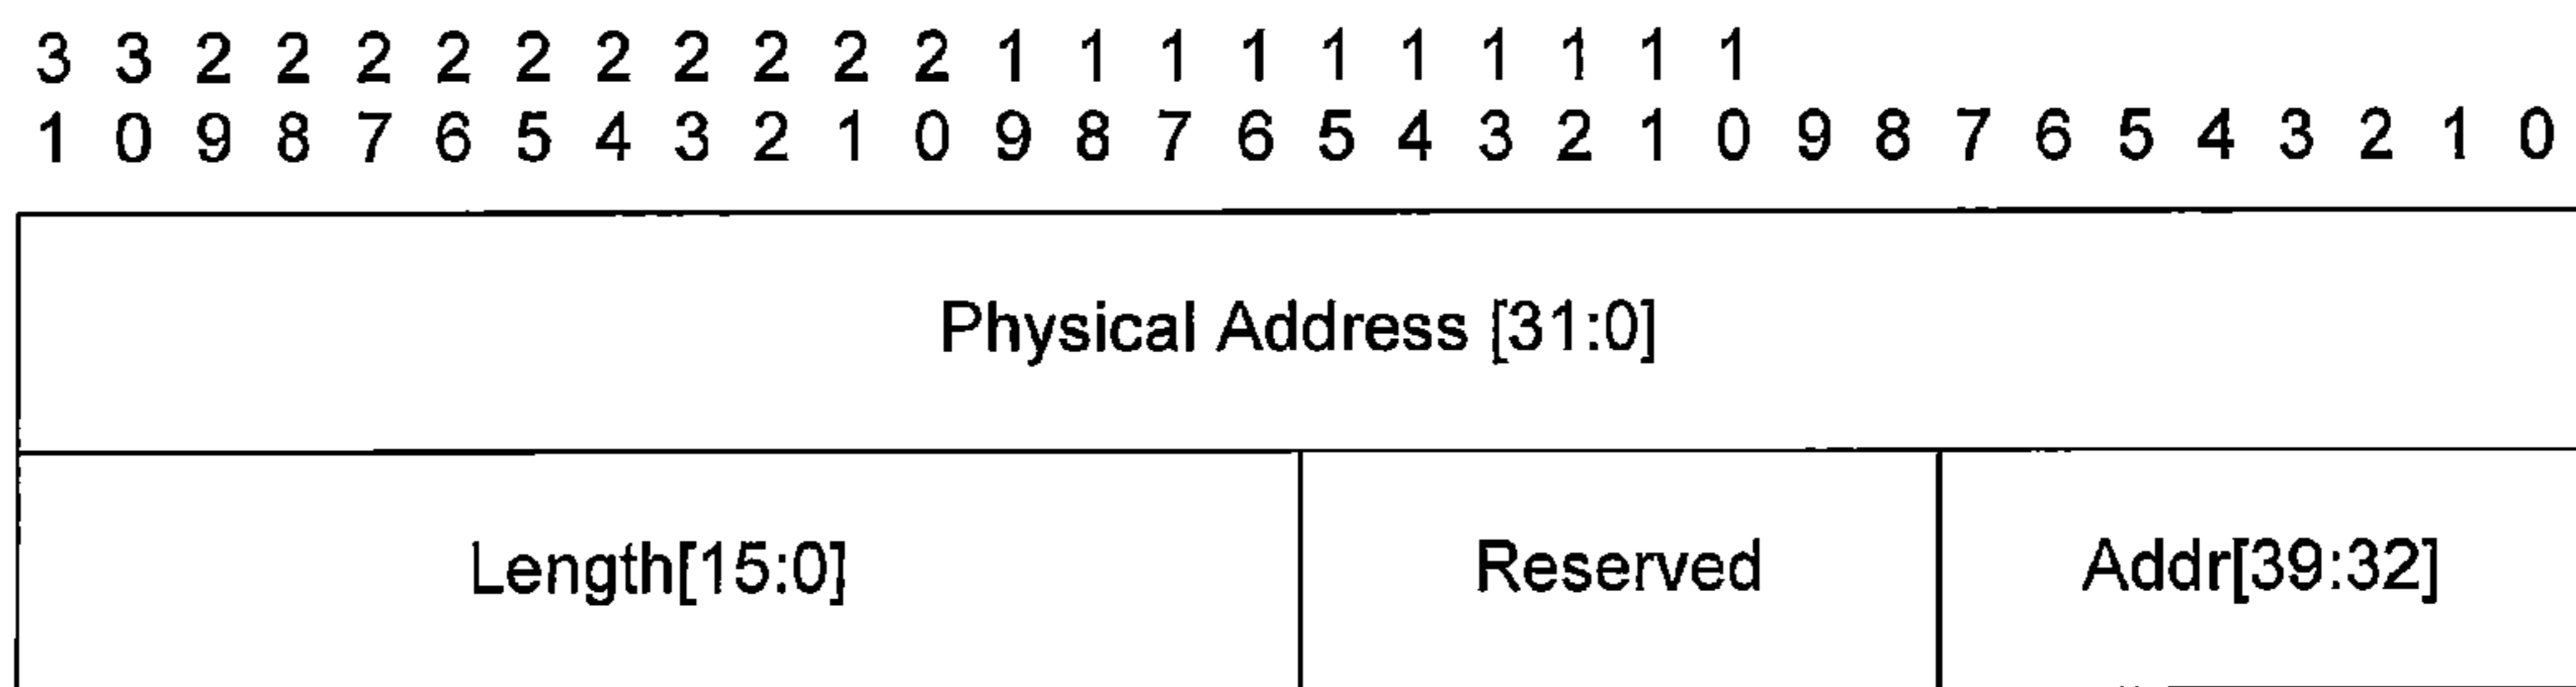 3 3 2 2 2 2 2 2 2 2 2 2 1 1 1 1 1 1 1 1 1 1
1 0 9 8 7 6 5 4 3 2 1 0 9 8 7 6 5 4 3 2 1 0 9 8 7 6 5 4 3 2 1 0
Physical Address [31:0]
Length[15:0] Reserved Addr[39:32]